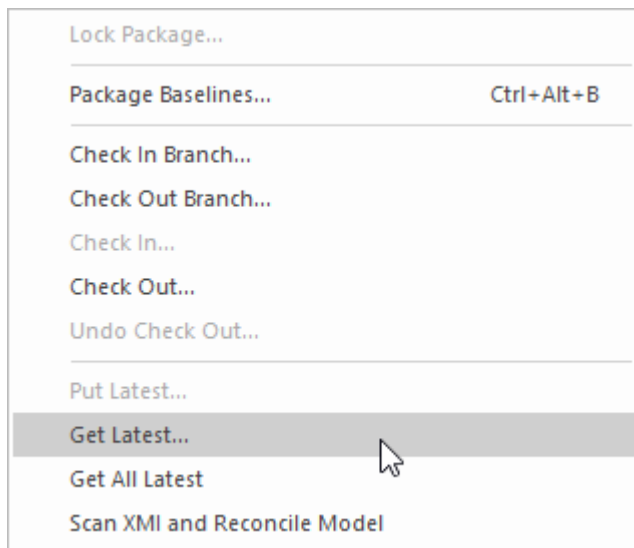 Lock Package...
Package Baselines... Ctrl+Alt+B
Check In Branch...
Check Out Branch...
Check In...
Check Out...
Undo Check Out...
Put Latest...
Get Latest...
Get All Latest
Scan XMI and Reconcile Model